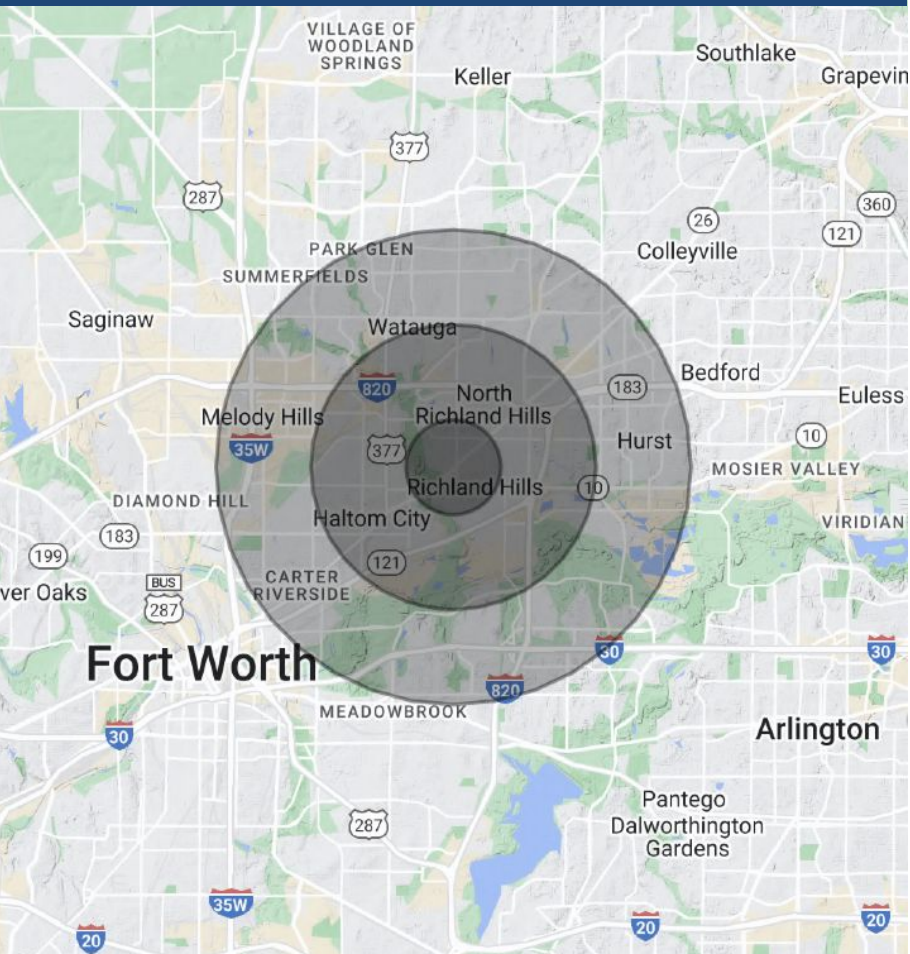 VILLAGE OF
WOODLAND
SPRINGS
Southlake
Keller
Grapevin
377
287
360
26
121
PARK GLEN
Colleyville
SUMMERFIELDS
Saginaw
Watauga
Bedford
820
183
North
Richland Hills
Euless
Melody Hills
10
Hurst
377
35W
MOSIER VALLEY
Richland Hills
10
DIAMOND HILL
Haltom City
VIRIDIAN
183
199
121
BUS
287
CARTER
RIVERSIDE
ver Oaks
Fort Worth
30
30
820
MEADOWBROOK
Arlington
30
Pantego
Dalworthington
Gardens
287
35W
20
20
20